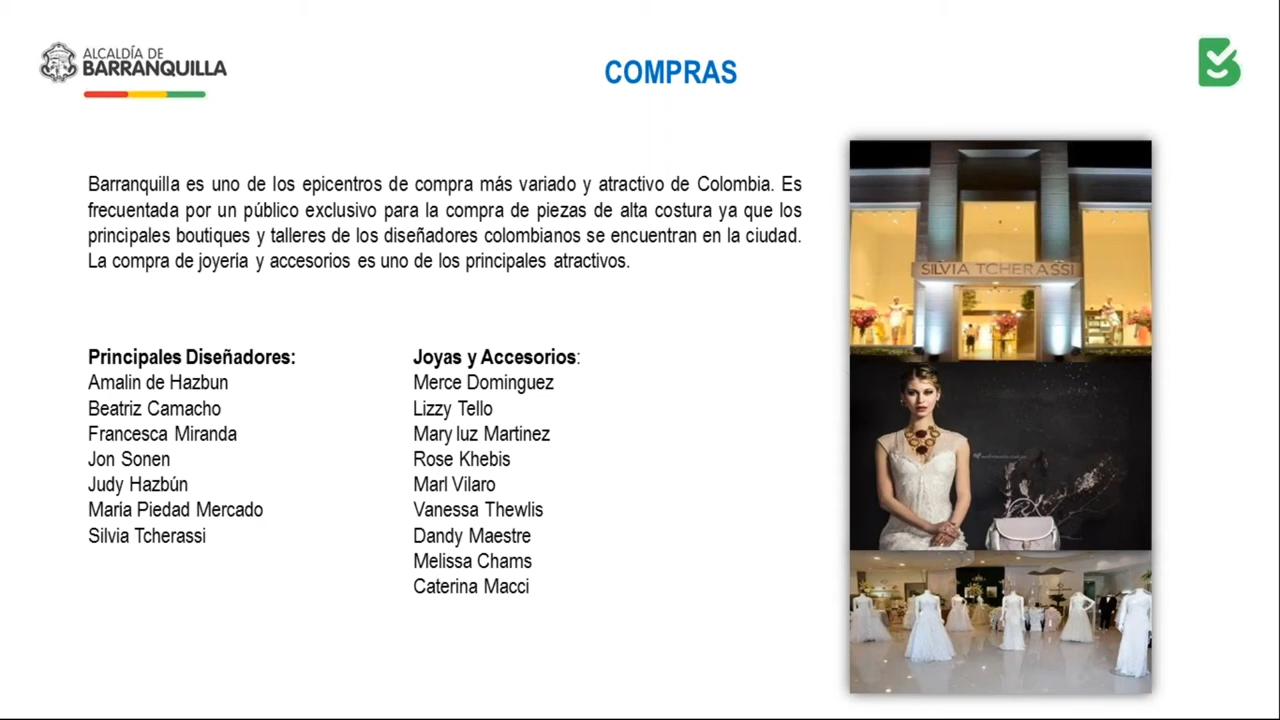 ALCALDÍA DE
BARRANQUILLA
COMPRAS
Barranquilla es uno de los epicentros de compra más variado y atractivo de Colombia. Es
frecuentada por un público exclusivo para la compra de piezas de alta costura ya que los
principales boutiques y talleres de los diseñadores colombianos se encuentran en la ciudad.
La compra de joyería y accesorios es uno de los principales atractivos.
Principales Diseñadores:
Amalin de Hazbun
Beatriz Camacho
Francesca Miranda
Jon Sonen
Judy Hazbún
María Piedad Mercado
Silvia Tcherassi
Joyas y Accesorios:
Merce Dominguez
Lizzy Tello
Mary luz Martinez
Rose Khebis
Marl Vilaro
Vanessa Thewlis
Dandy Maestre
Melissa Chams
Caterina Macci
SILVIA TCHERASSI